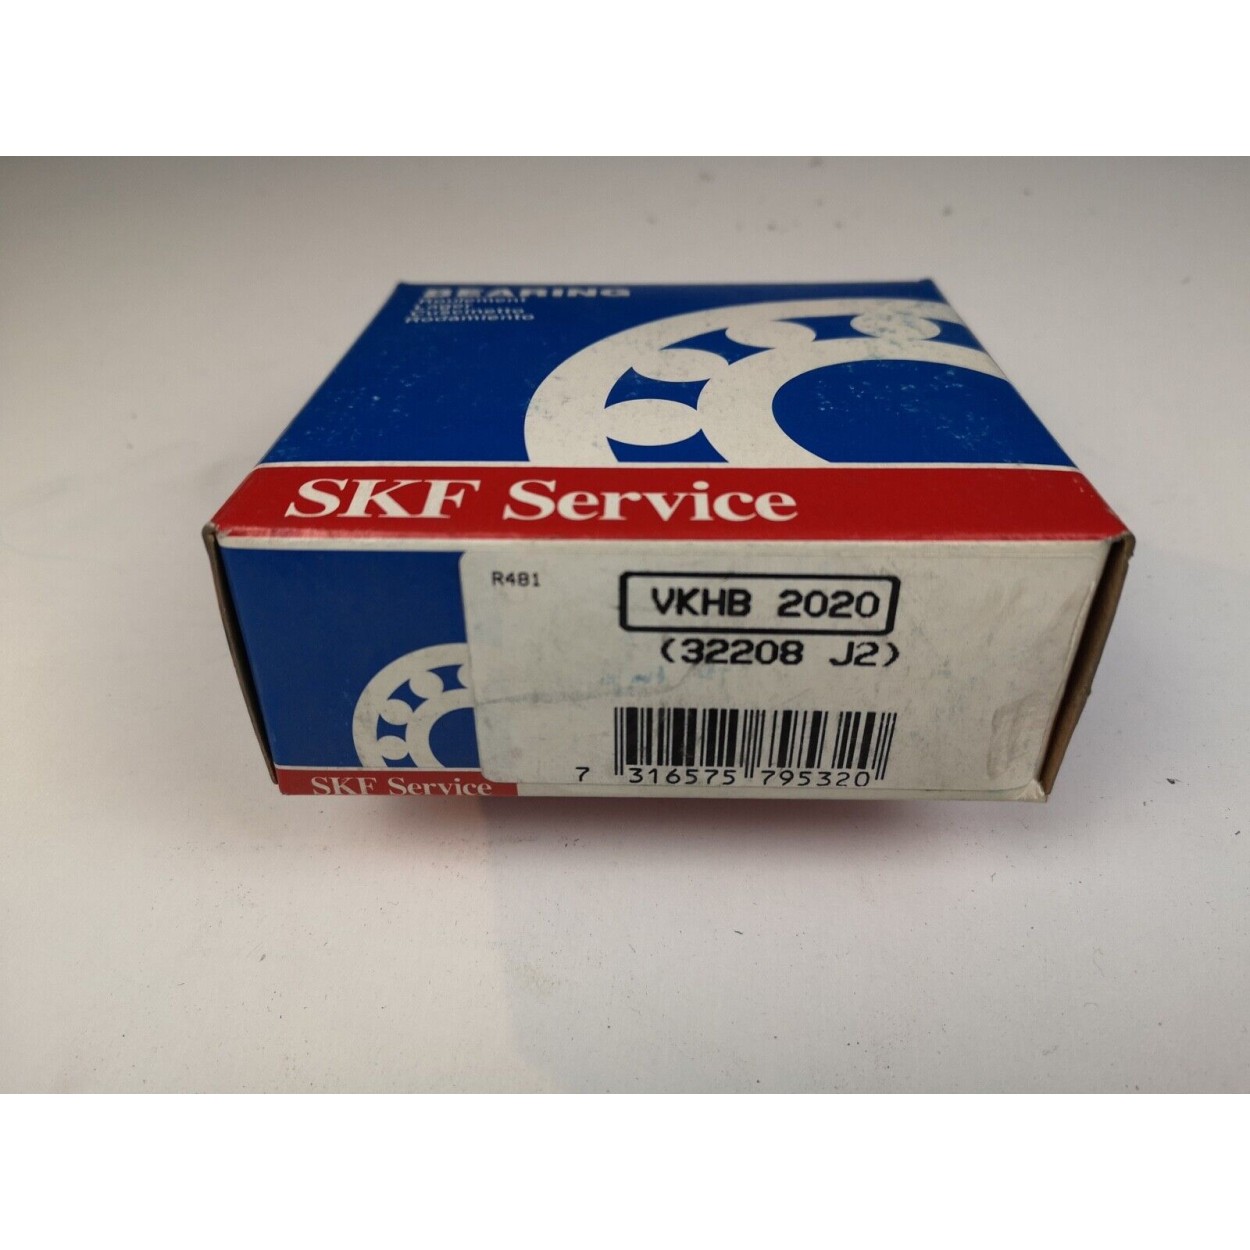 BEARING
Roulement
Lager
Cuscinetto
Rodamiento
SKF Service
R481
VKHB 2020
(32208 J2)
7 316575 795320
SKF Service